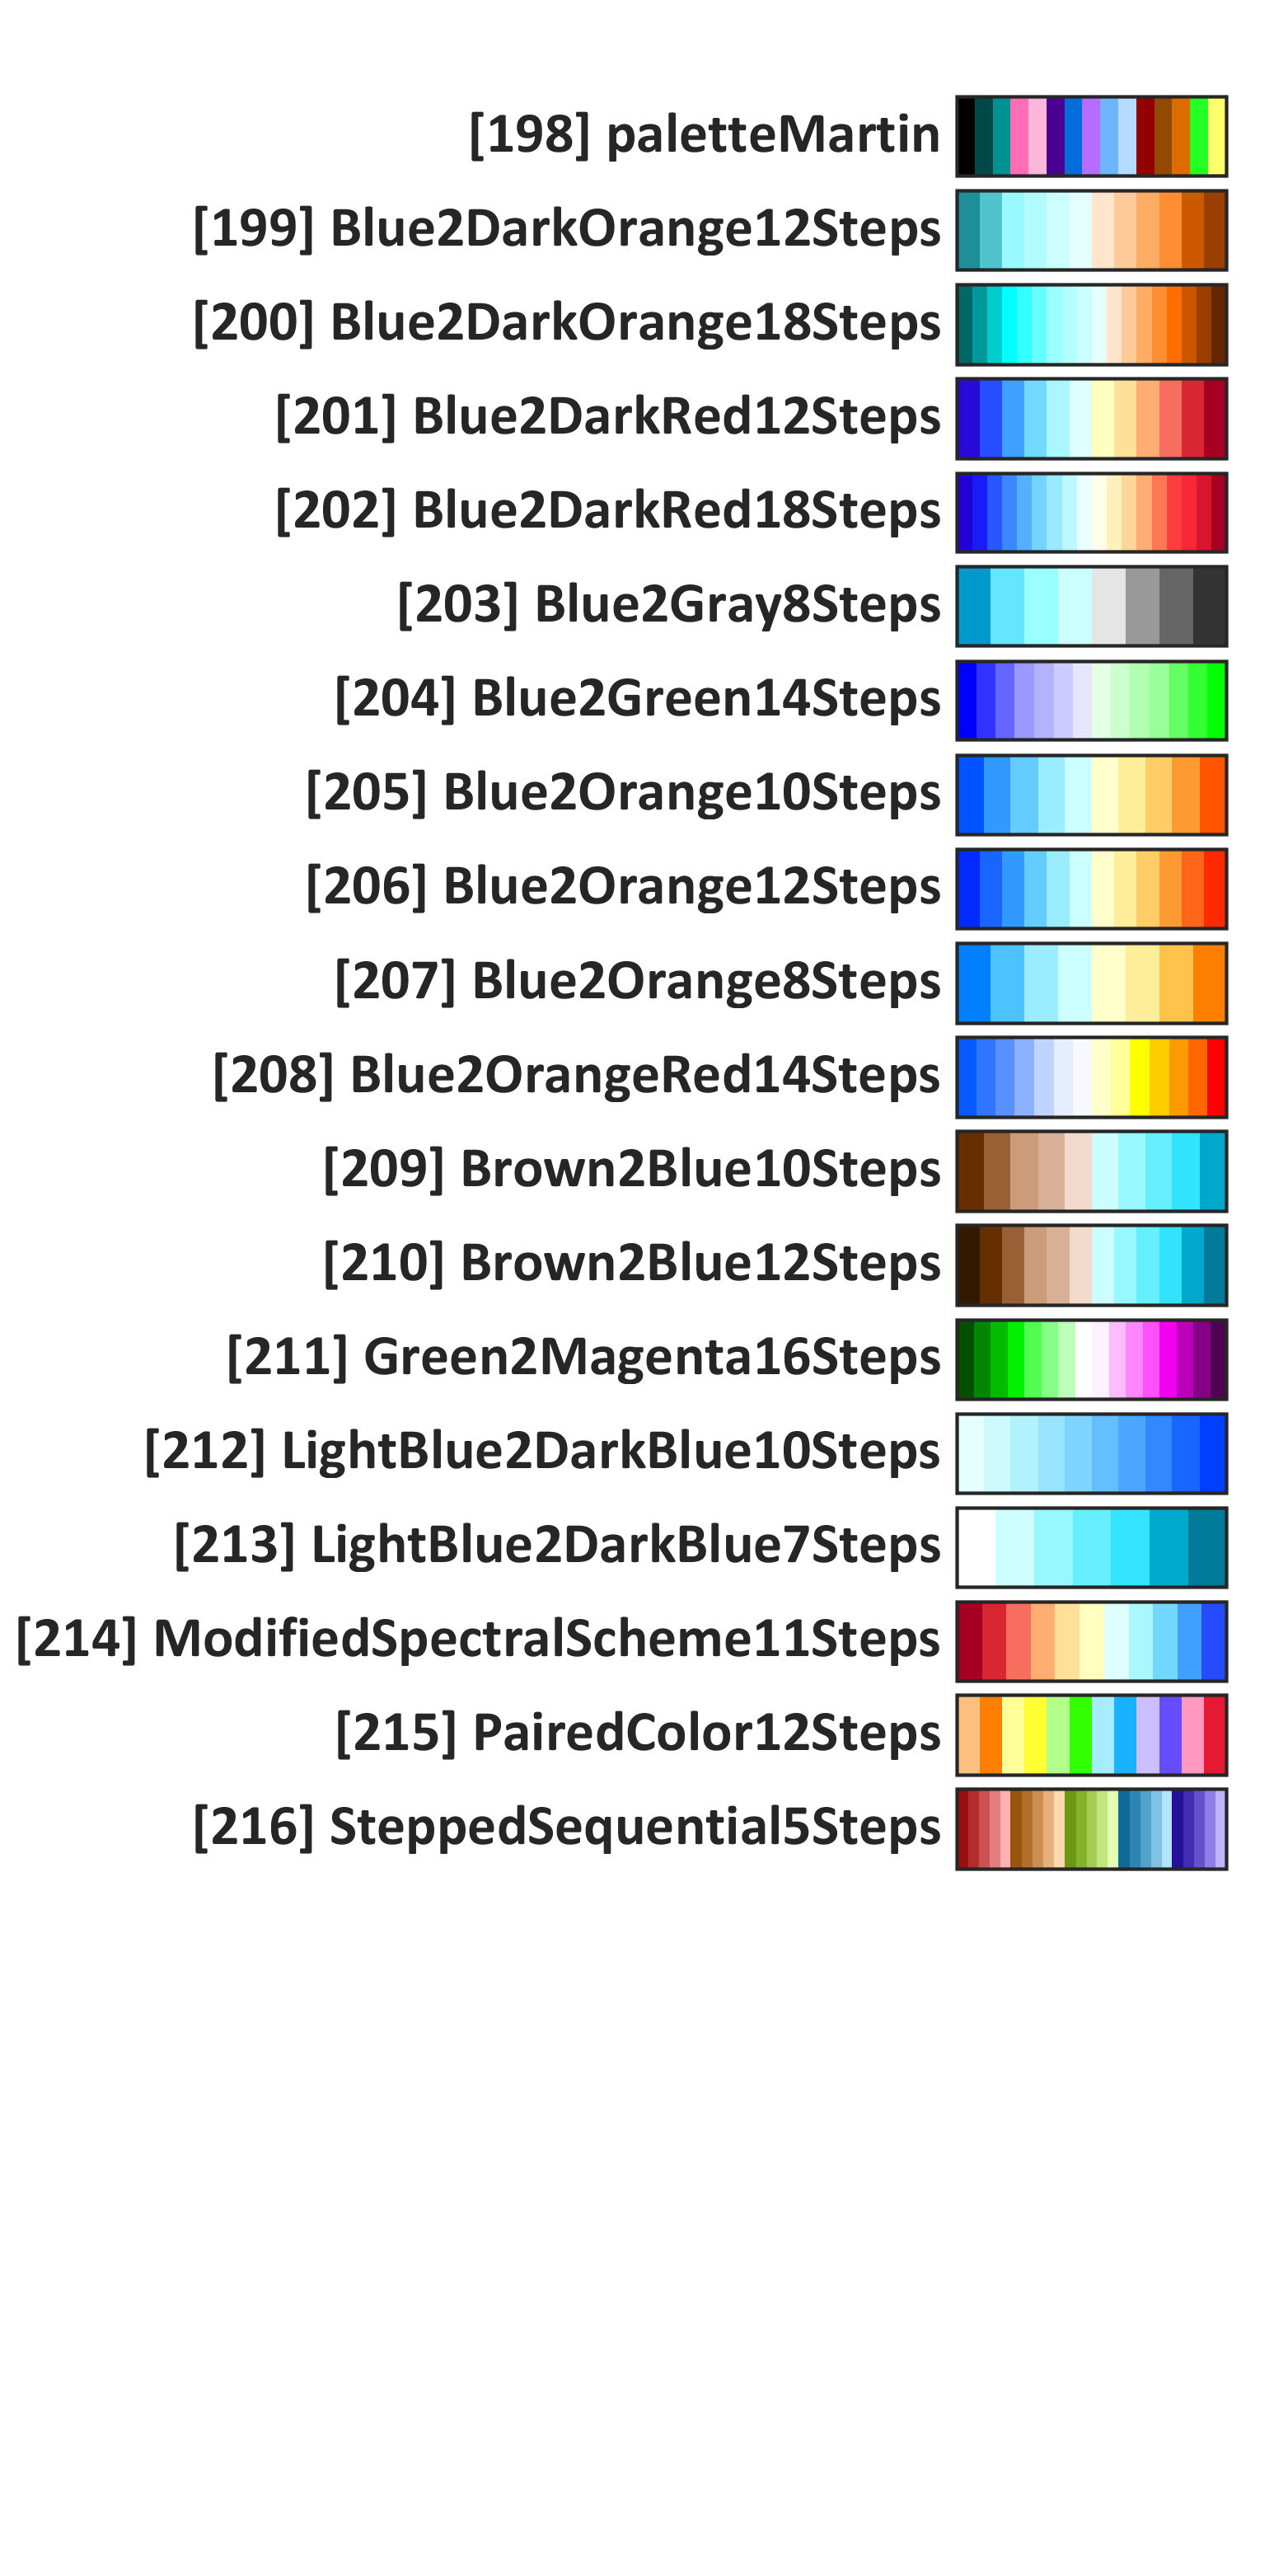 [198] paletteMartin
[199] Blue2DarkOrange12Steps
[200] Blue2DarkOrange18Steps
[201] Blue2DarkRed12Steps
[202] Blue2DarkRed18Steps
[203] Blue2Gray8Steps
[204] Blue2Green14Steps
[205] Blue2Orange10Steps
[206] Blue2Orange12Steps
[207] Blue2Orange8Steps
[208] Blue2OrangeRed14Steps
[209] Brown2Blue10Steps
[210] Brown2Blue12Steps
[211] Green2Magenta16Steps
[212] LightBlue2DarkBlue10Steps
[213] LightBlue2DarkBlue7Steps
[214] ModifiedSpectralScheme11Steps
[215] PairedColor12Steps
[216] SteppedSequential5Steps